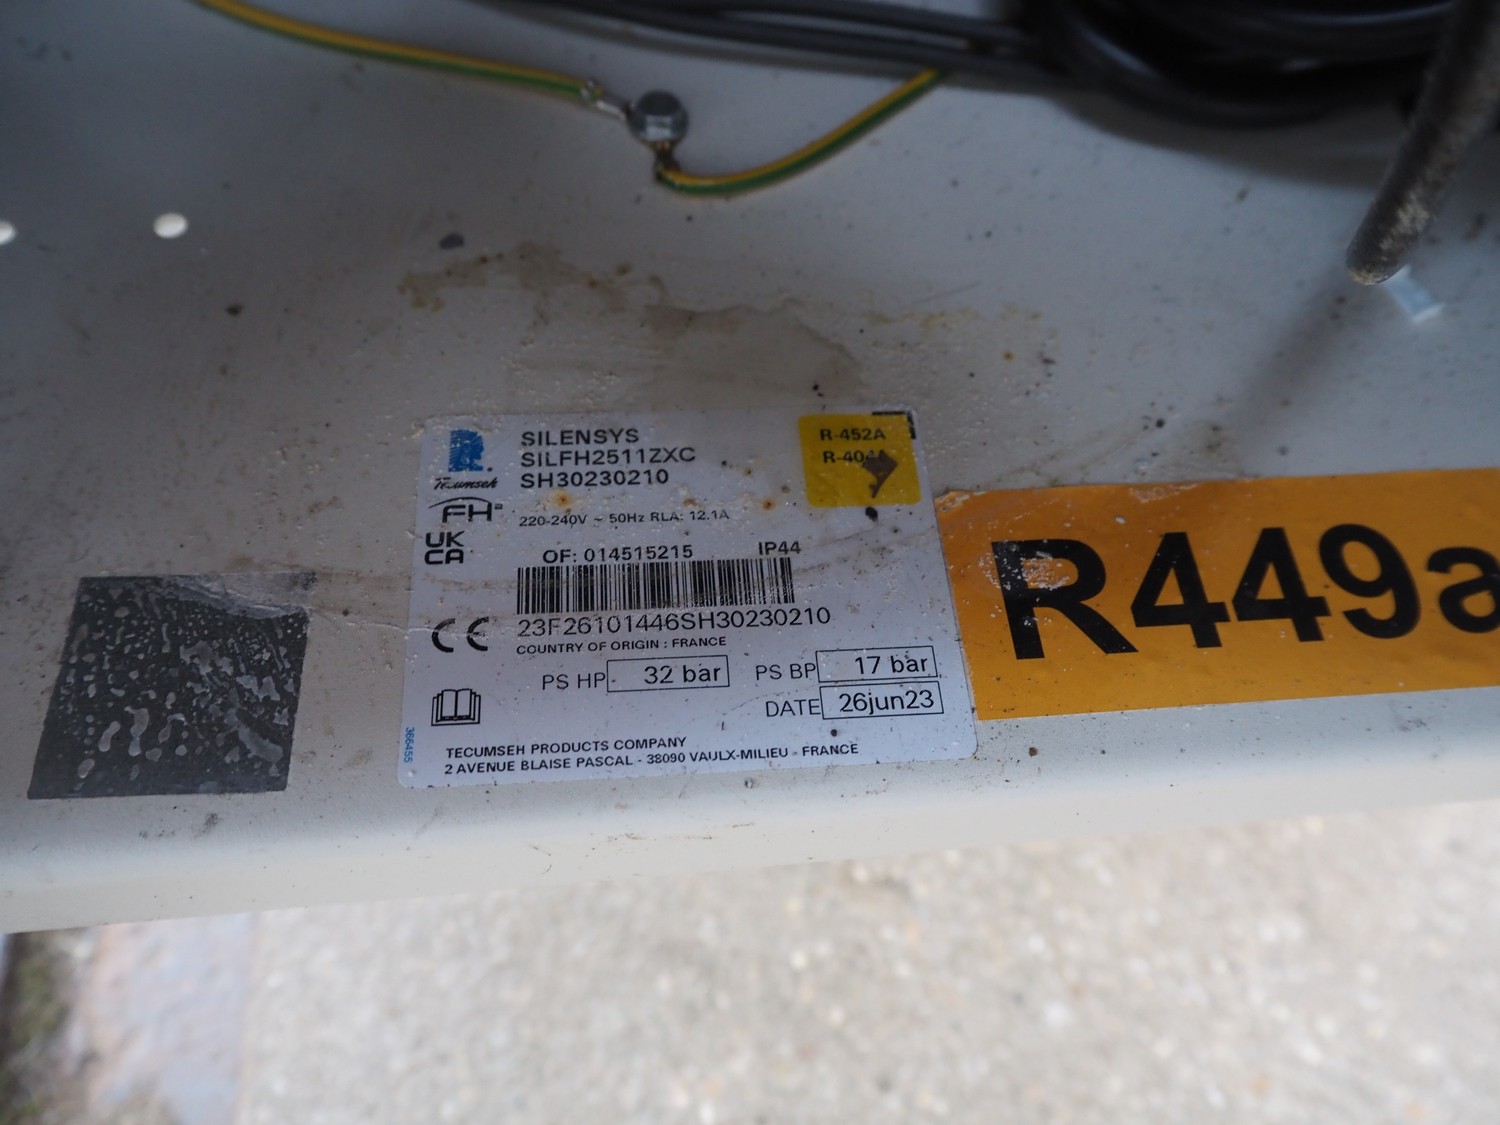 SILENSYS
SILFH2511ZXC
SH30230210
R-452A
R-404A
Tecumseh
FH²
220-240V ~ 50Hz RLA: 12.1A
UK
CA
OF: 014515215 IP44
23F26101446SH30230210
CE
COUNTRY OF ORIGIN : FRANCE
PS HP 32 bar PS BP 17 bar
DATE 26jun23
366455
TECUMSEH PRODUCTS COMPANY
2 AVENUE BLAISE PASCAL - 38090 VAULX-MILIEU - FRANCE
R449a